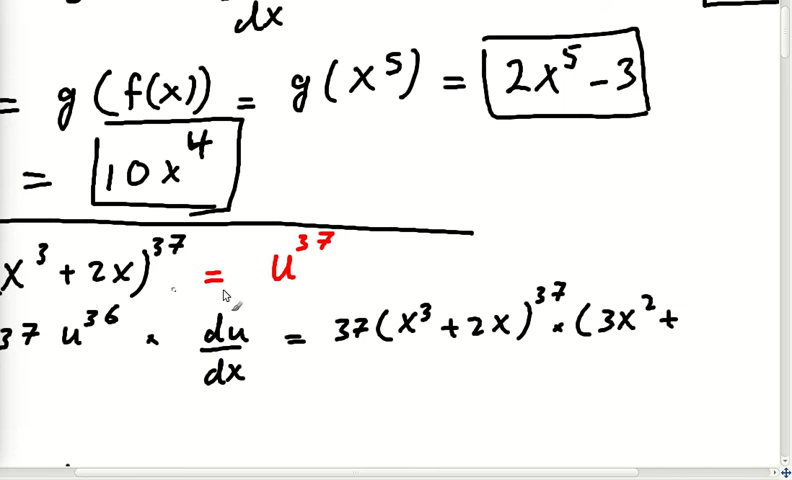 dx
= g(f(x)) = g(x⁵) = 2x⁵ - 3
= 10x⁴
x³ + 2x)³⁷ = u³⁷
37 u³⁶ × du/dx = 37(x³ + 2x)³⁷ × (3x² +